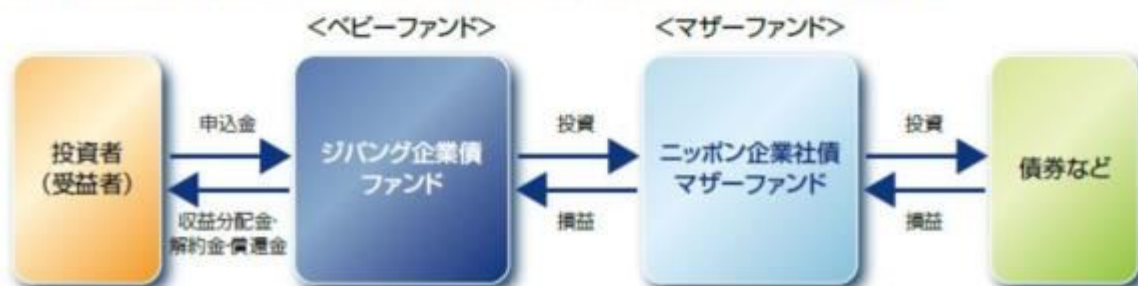 <ベビーファンド>
<マザーファンド>
投資者
(受益者)
申込金
収益分配金・
解約金・償還金
ジパング企業債
ファンド
投資
損益
ニッポン企業社債
マザーファンド
投資
損益
債券など